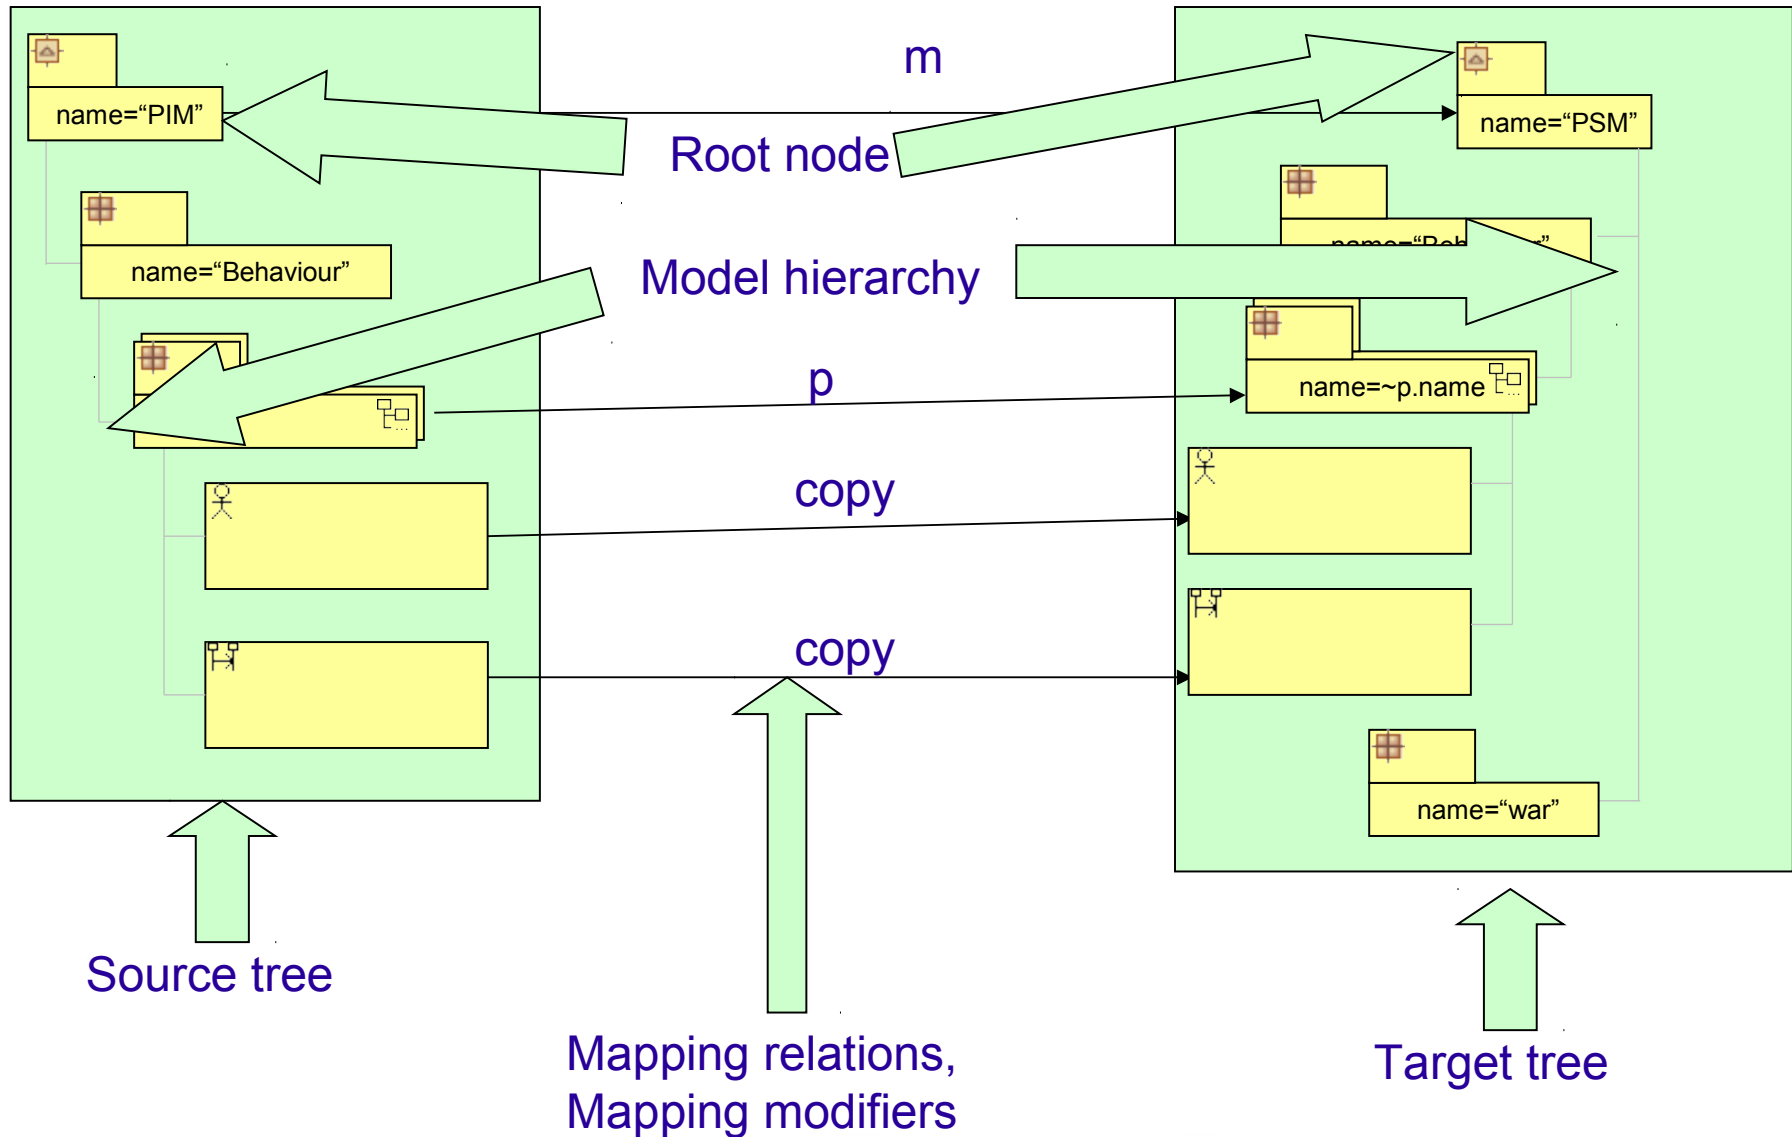 m
name=“PIM”
name=“PSM”
Root node
name=“Behaviour”
Model hierarchy
p
name=~p.name
copy
copy
name=“war”
Source tree
Mapping relations,
Mapping modifiers
Target tree